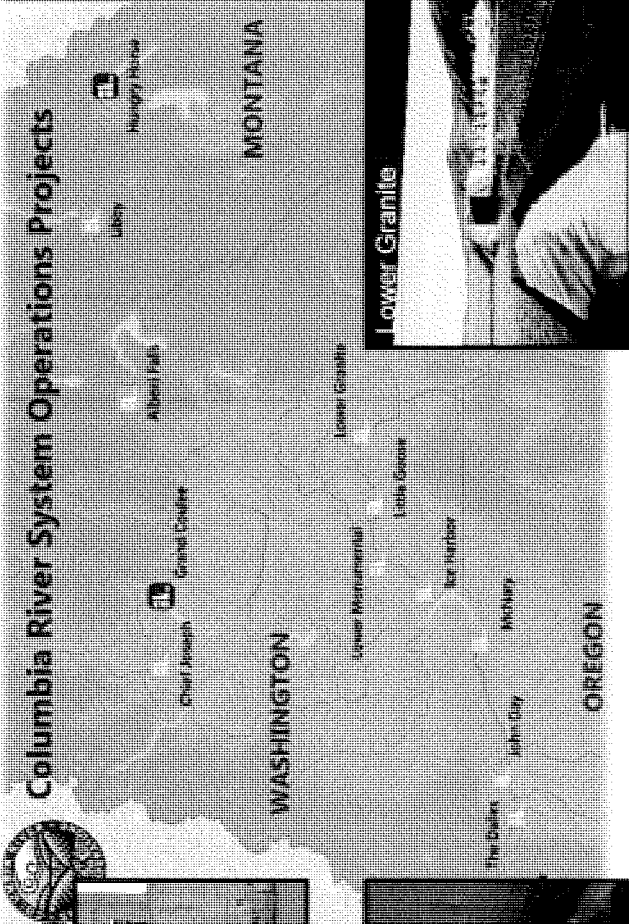 Columbia River System Operations Projects
Hungry Horse
MONTANA
Libby
Albeni Falls
Grand Coulee
Chief Joseph
WASHINGTON
Lower Granite
Little Goose
Lower Monumental
Ice Harbor
McNary
John Day
The Dalles
OREGON
Lower Granite